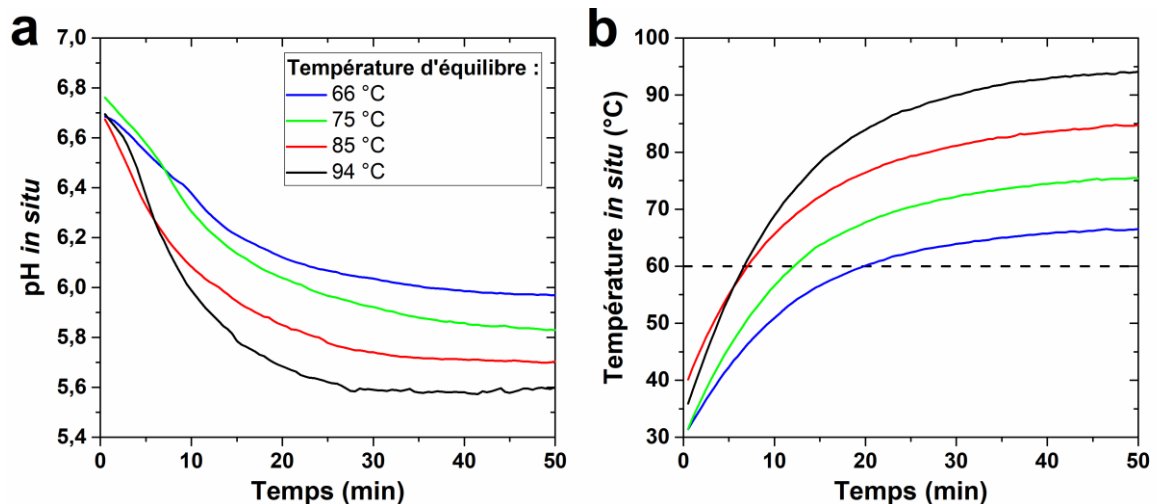 a
7,0
6,8
6,6
6,4
6,2
6,0
5,8
5,6
5,4
pH in situ
0
10
20
30
40
50
Temps (min)
Température d'équilibre :
66 °C
75 °C
85 °C
94 °C
b
100
90
80
70
60
50
40
30
Température in situ (°C)
0
10
20
30
40
50
Temps (min)